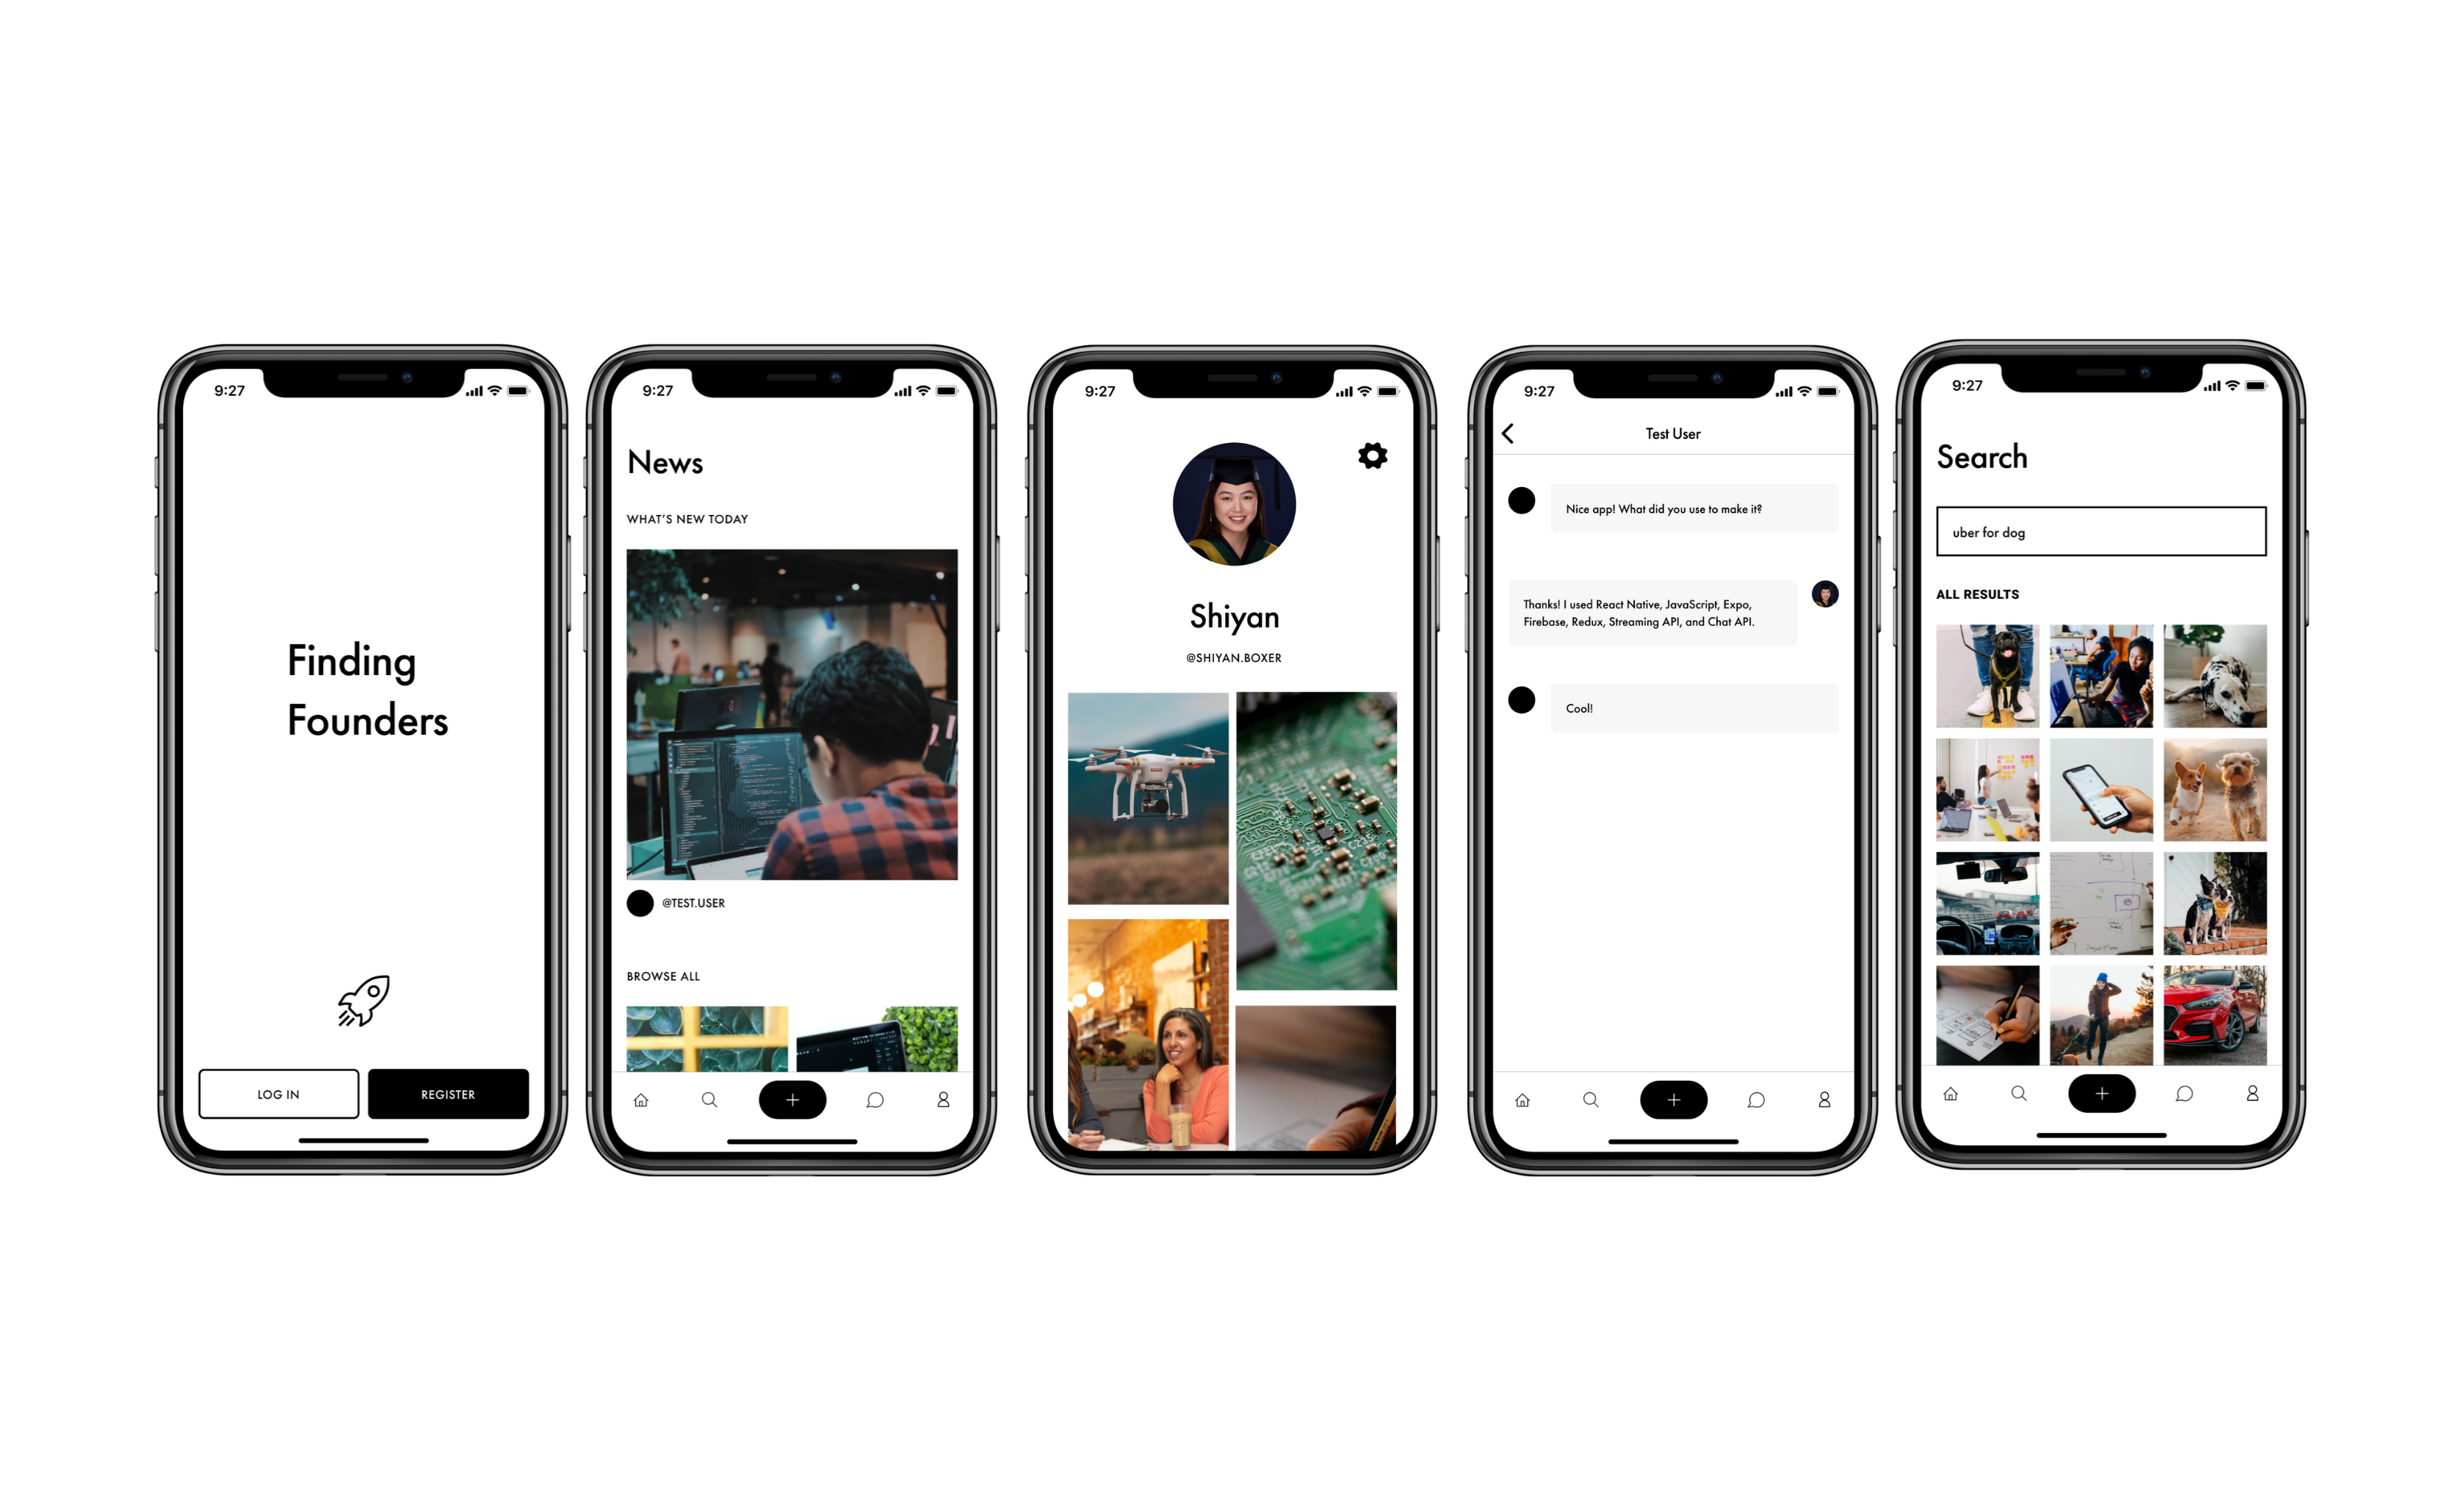 9:27
Finding
Founders
LOG IN
REGISTER
9:27
News
WHAT'S NEW TODAY
@TEST.USER
BROWSE ALL
9:27
Shiyan
@SHIYAN.BOXER
9:27
Test User
Nice app! What did you use to make it?
Thanks! I used React Native, JavaScript, Expo,
Firebase, Redux, Streaming API, and Chat API.
Cool!
9:27
Search
uber for dog
ALL RESULTS